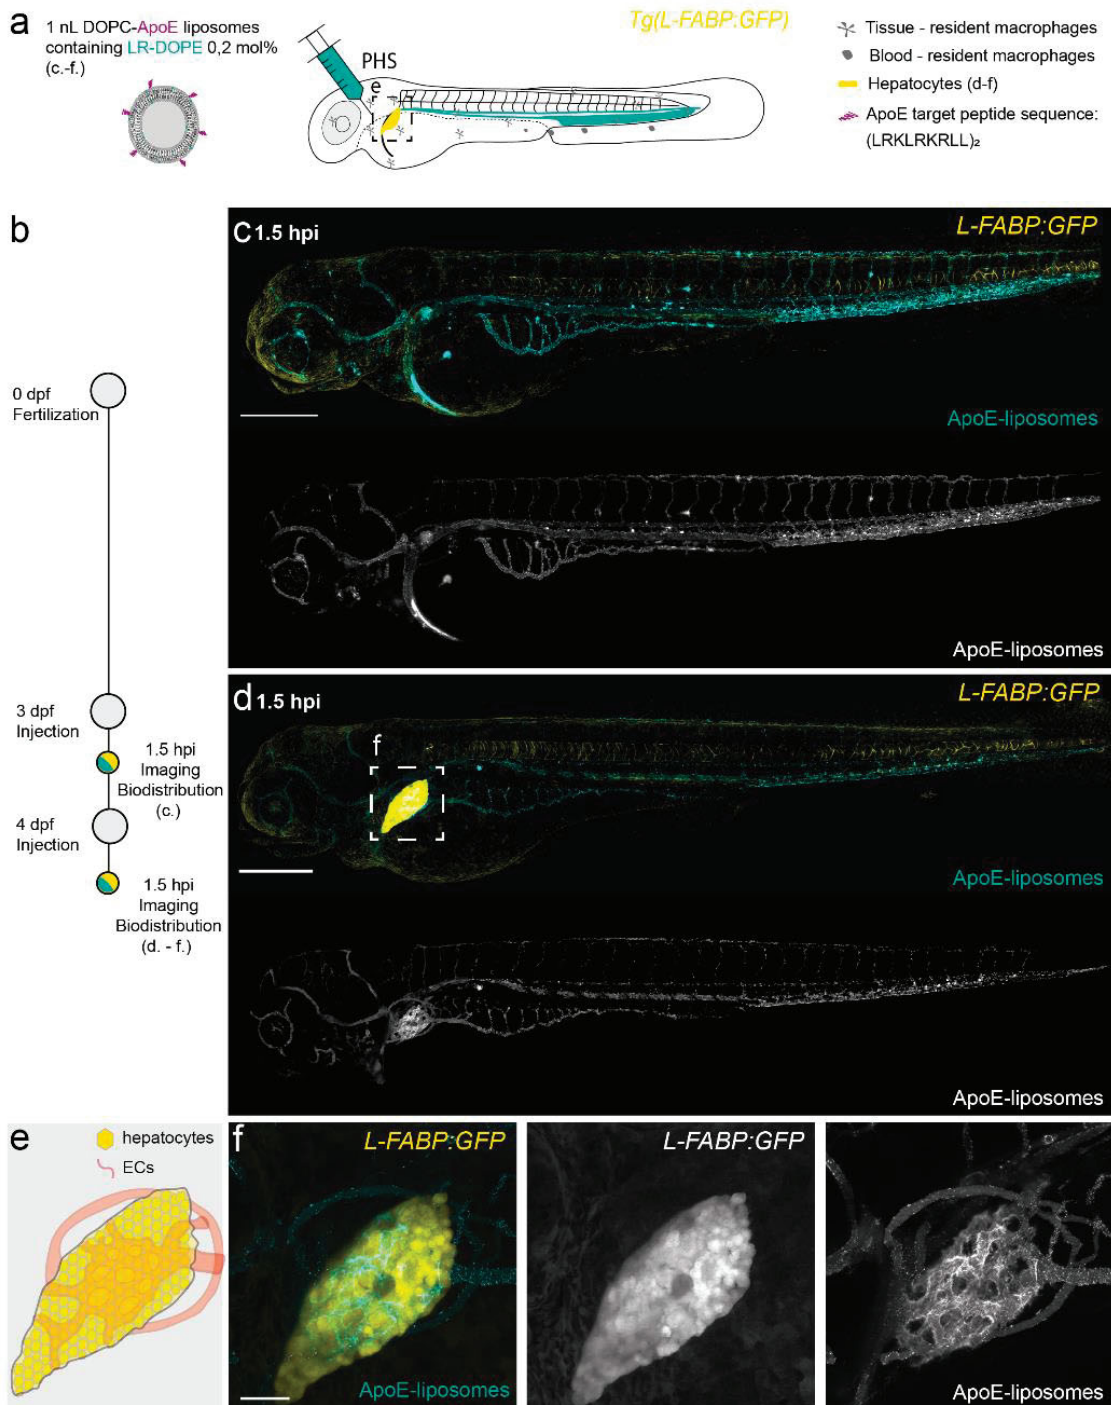 a
1 nL DOPC-ApoE liposomes
containing LR-DOPE 0,2 mol%
(c.-f.)
PHS
e
Tg(L-FABP:GFP)
Tissue - resident macrophages
Blood - resident macrophages
Hepatocytes (d-f)
ApoE target peptide sequence:
(LRKLRKRLL)₂
b
0 dpf
Fertilization
3 dpf
Injection
1.5 hpi
Imaging
Biodistribution
(c.)
4 dpf
Injection
1.5 hpi
Imaging
Biodistribution
(d. - f.)
c 1.5 hpi
L-FABP:GFP
ApoE-liposomes
ApoE-liposomes
d 1.5 hpi
L-FABP:GFP
f
ApoE-liposomes
ApoE-liposomes
e
hepatocytes
ECs
f
L-FABP:GFP
ApoE-liposomes
L-FABP:GFP
ApoE-liposomes